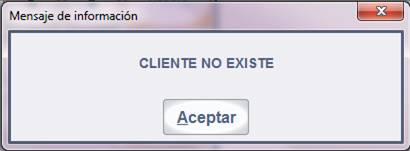 Mensaje de información
CLIENTE NO EXISTE
Aceptar